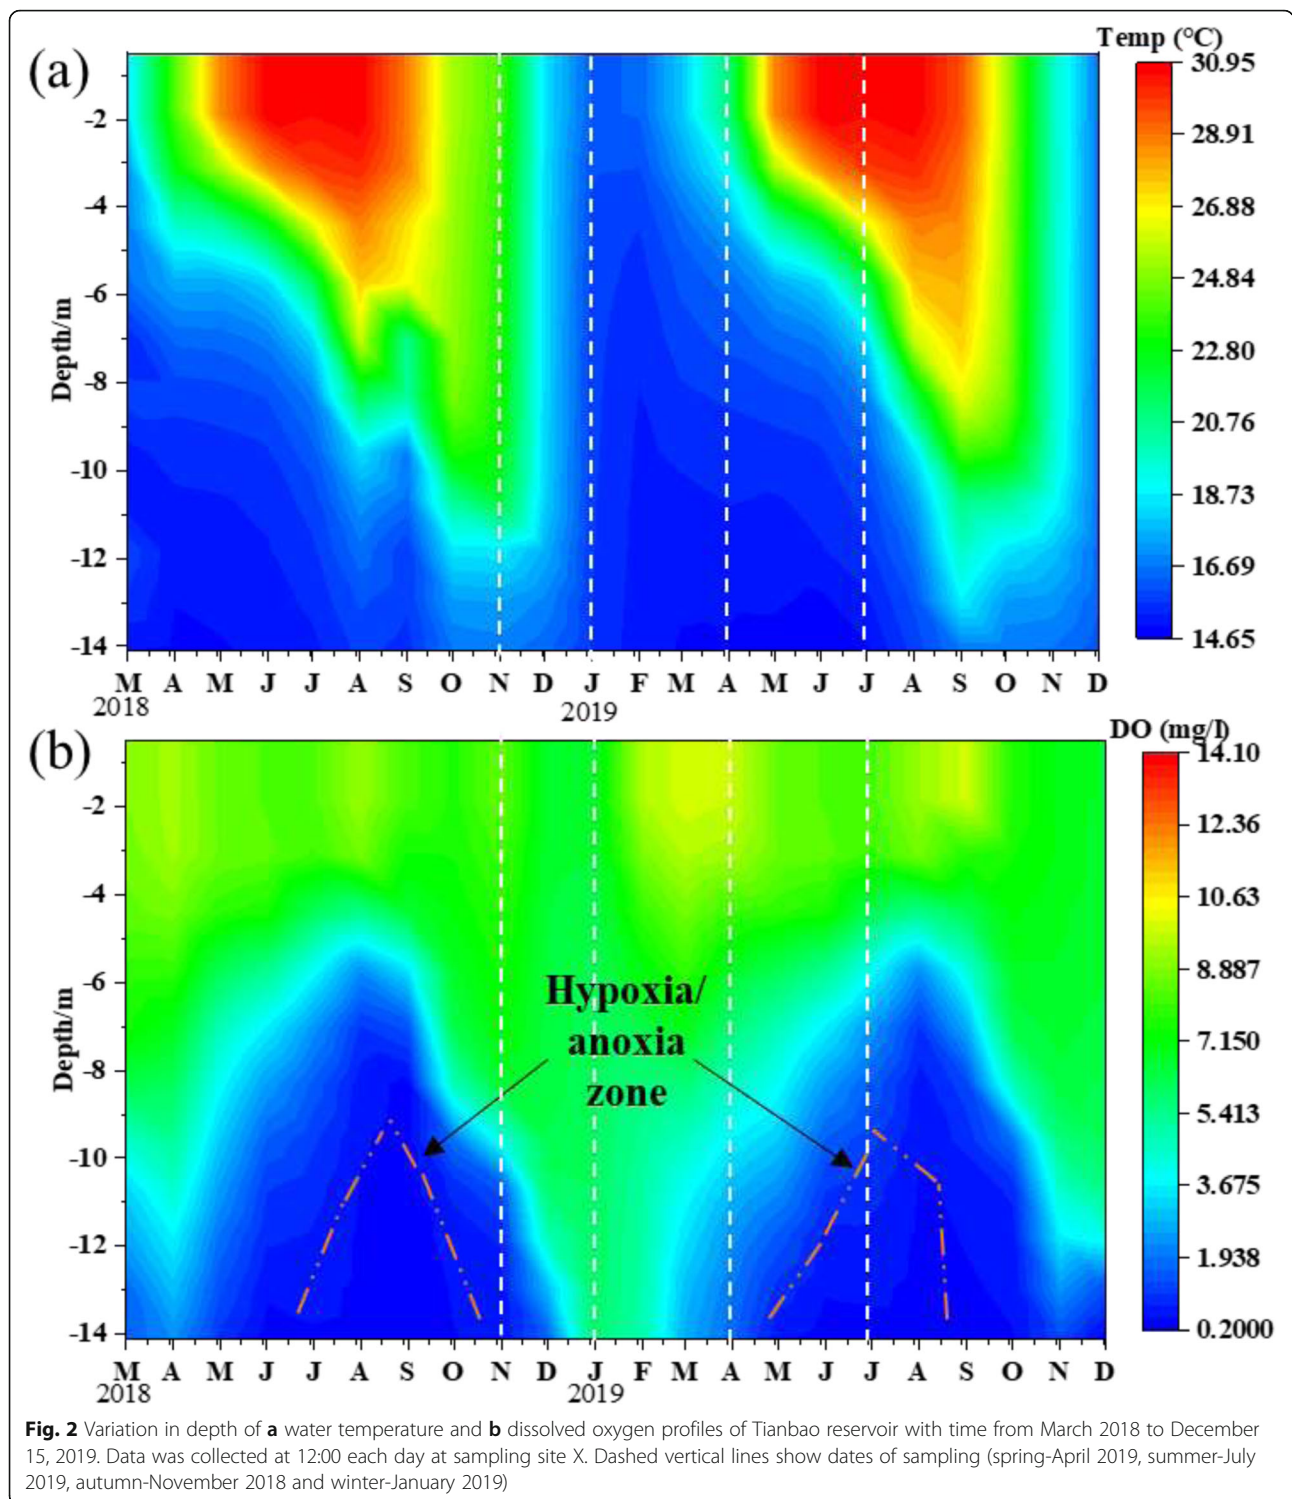 (a)
Temp (°C)
30.95
28.91
26.88
24.84
22.80
20.76
18.73
16.69
14.65
Depth/m
-2
-4
-6
-8
-10
-12
-14
M A M J J A S O N D J F M A M J J A S O N D
2018 2019
(b)
DO (mg/l)
14.10
12.36
10.63
8.887
7.150
5.413
3.675
1.938
0.2000
Depth/m
-2
-4
-6
-8
-10
-12
-14
Hypoxia/
anoxia
zone
M A M J J A S O N D J F M A M J J A S O N D
2018 2019
Fig. 2 Variation in depth of a water temperature and b dissolved oxygen profiles of Tianbao reservoir with time from March 2018 to December
15, 2019. Data was collected at 12:00 each day at sampling site X. Dashed vertical lines show dates of sampling (spring-April 2019, summer-July
2019, autumn-November 2018 and winter-January 2019)